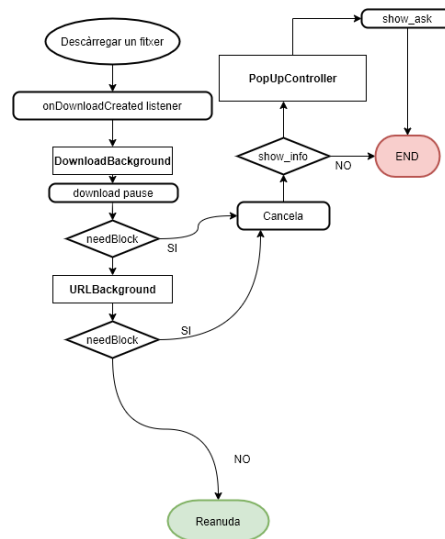 Descàrregar un fitxer
onDownloadCreated listener
DownloadBackground
download pause
needBlock
SI
URLBackground
needBlock
SI
NO
Reanuda
Cancela
show_info
NO
PopUpController
show_ask
END